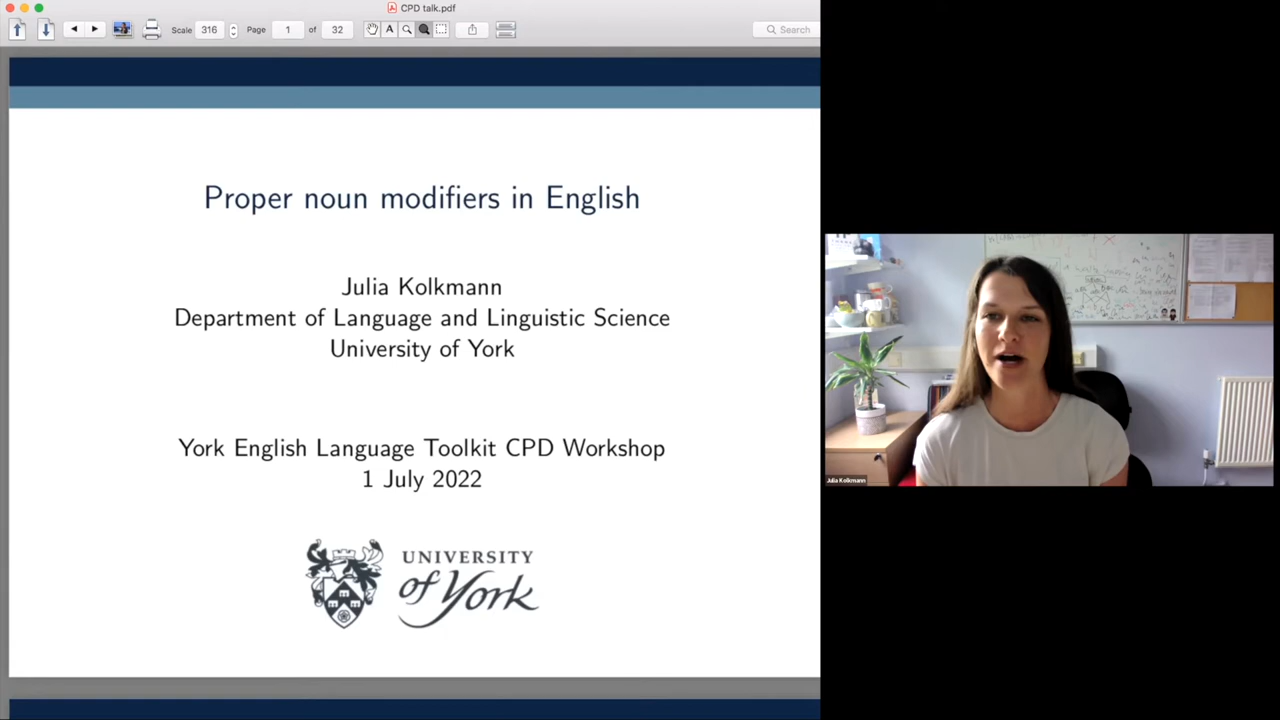 CPD talk.pdf
Scale 316 Page 1 of 32 A Search
Proper noun modifiers in English
Julia Kolkmann
Department of Language and Linguistic Science
University of York
York English Language Toolkit CPD Workshop
1 July 2022
UNIVERSITY
of York
Julia Kolkmann